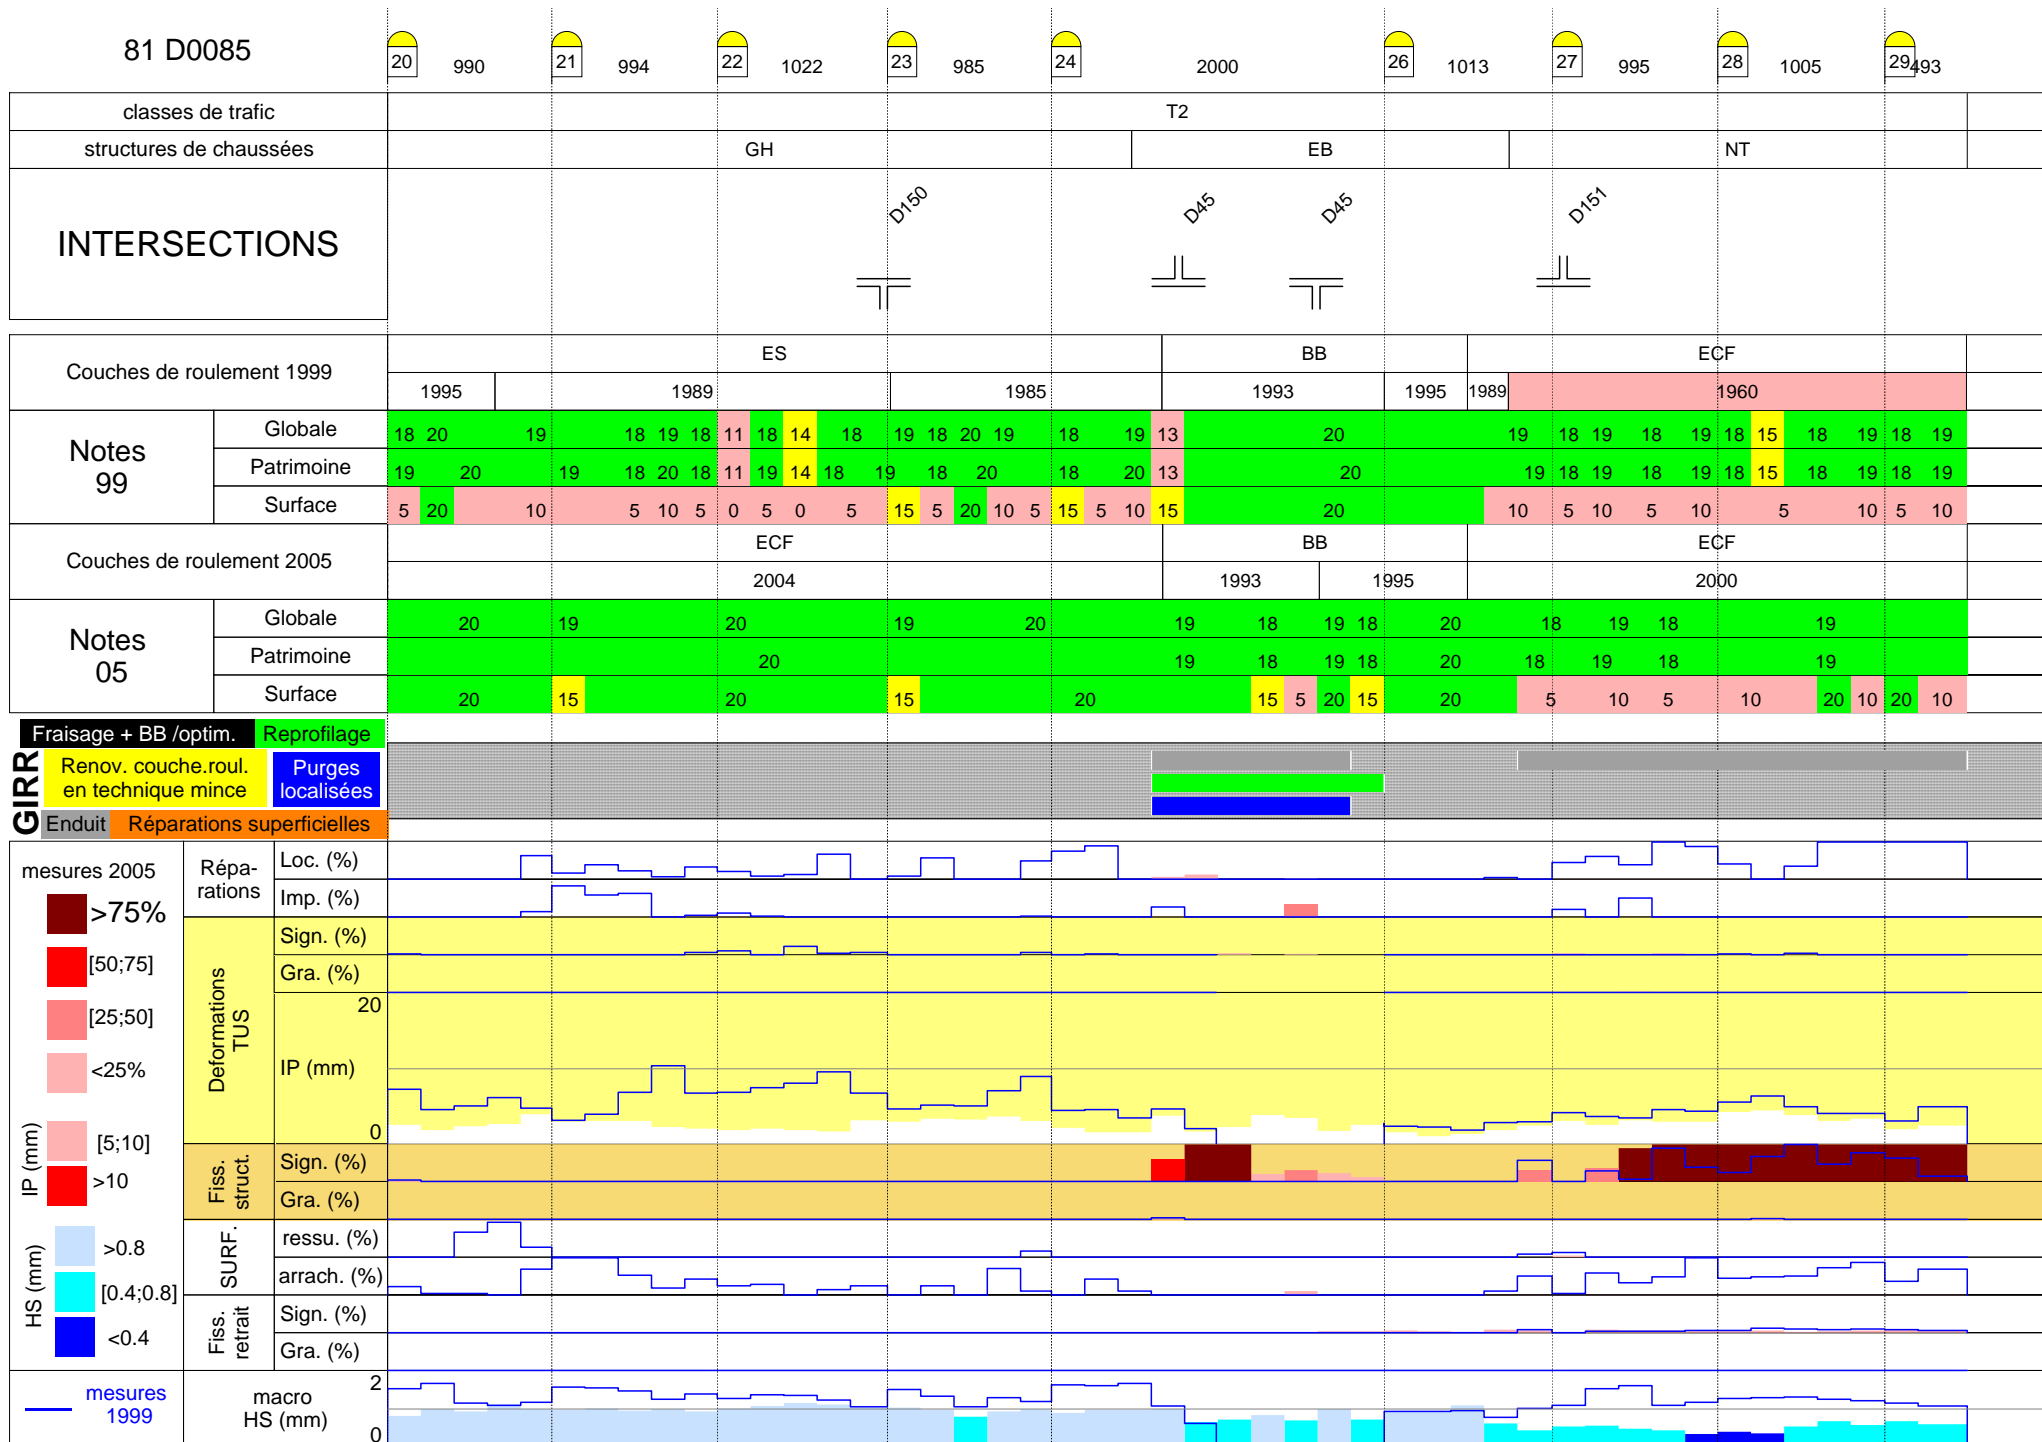 81 D0085
20 990 21 994 22 1022 23 985 24 2000 26 1013 27 995 28 1005 29 493
classes de trafic T2
structures de chaussées GH EB NT
INTERSECTIONS D150 D45 D45 D151
Couches de roulement 1999 ES BB ECF
1995 1989 1985 1993 1995 1989 1960
Notes 99
Globale 18 20 19 18 19 18 11 18 14 18 19 18 20 19 18 19 13 20 19 18 19 18 19 18 15 18 19 18 19
Patrimoine 19 20 19 18 20 18 11 19 14 18 19 18 20 18 20 13 20 19 18 19 18 19 18 15 18 19 18 19
Surface 5 20 10 5 10 5 0 5 0 5 15 5 20 10 5 15 5 10 15 20 10 5 10 5 10 5 10 5 10
Couches de roulement 2005 ECF BB ECF
2004 1993 1995 2000
Notes 05
Globale 20 19 20 19 20 19 18 19 18 20 18 19 18 19
Patrimoine 20 19 18 19 18 20 18 19 18 19
Surface 20 15 20 15 20 15 5 20 15 20 5 10 5 10 20 10 20 10
GIRR
Fraisage + BB /optim. Reprofilage
Renov. couche.roul.
en technique mince
Purges
localisées
Enduit Réparations superficielles
mesures 2005
>75%
[50;75]
[25;50]
<25%
IP (mm)
[5;10]
>10
HS (mm)
>0.8
[0.4;0.8]
<0.4
mesures
1999
Répa-
rations
Loc. (%)
Imp. (%)
Deformations
TUS
Sign. (%)
Gra. (%)
20
IP (mm)
0
Fiss.
struct.
Sign. (%)
Gra. (%)
SURF.
ressu. (%)
arrach. (%)
Fiss.
retrait
Sign. (%)
Gra. (%)
macro
HS (mm)
2
0